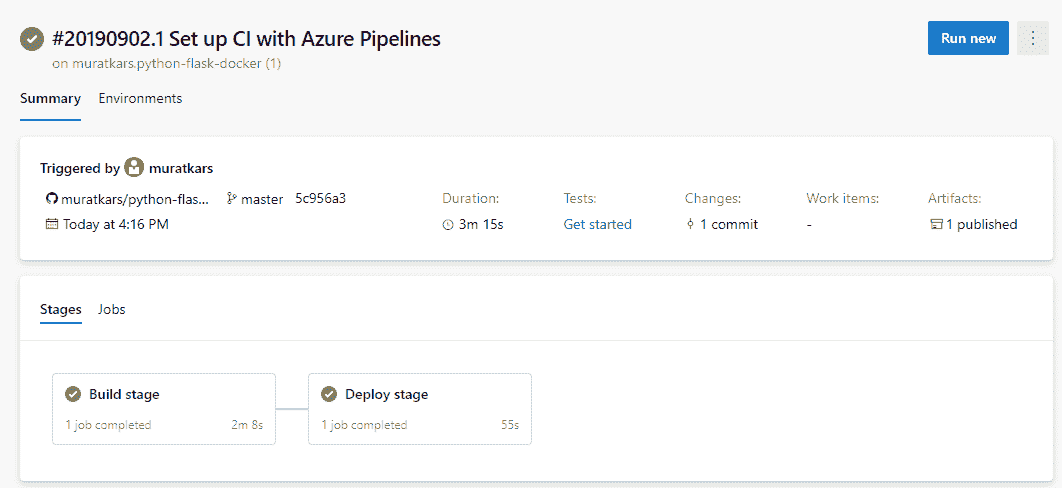 #20190902.1 Set up CI with Azure Pipelines
Run new
on muratkars.python-flask-docker (1)
Summary Environments
Triggered by muratkars
muratkars/python-flas... master 5c956a3 Duration: Tests: Changes: Work items: Artifacts:
Today at 4:16 PM 3m 15s Get started 1 commit - 1 published
Stages Jobs
Build stage Deploy stage
1 job completed 2m 8s 1 job completed 55s